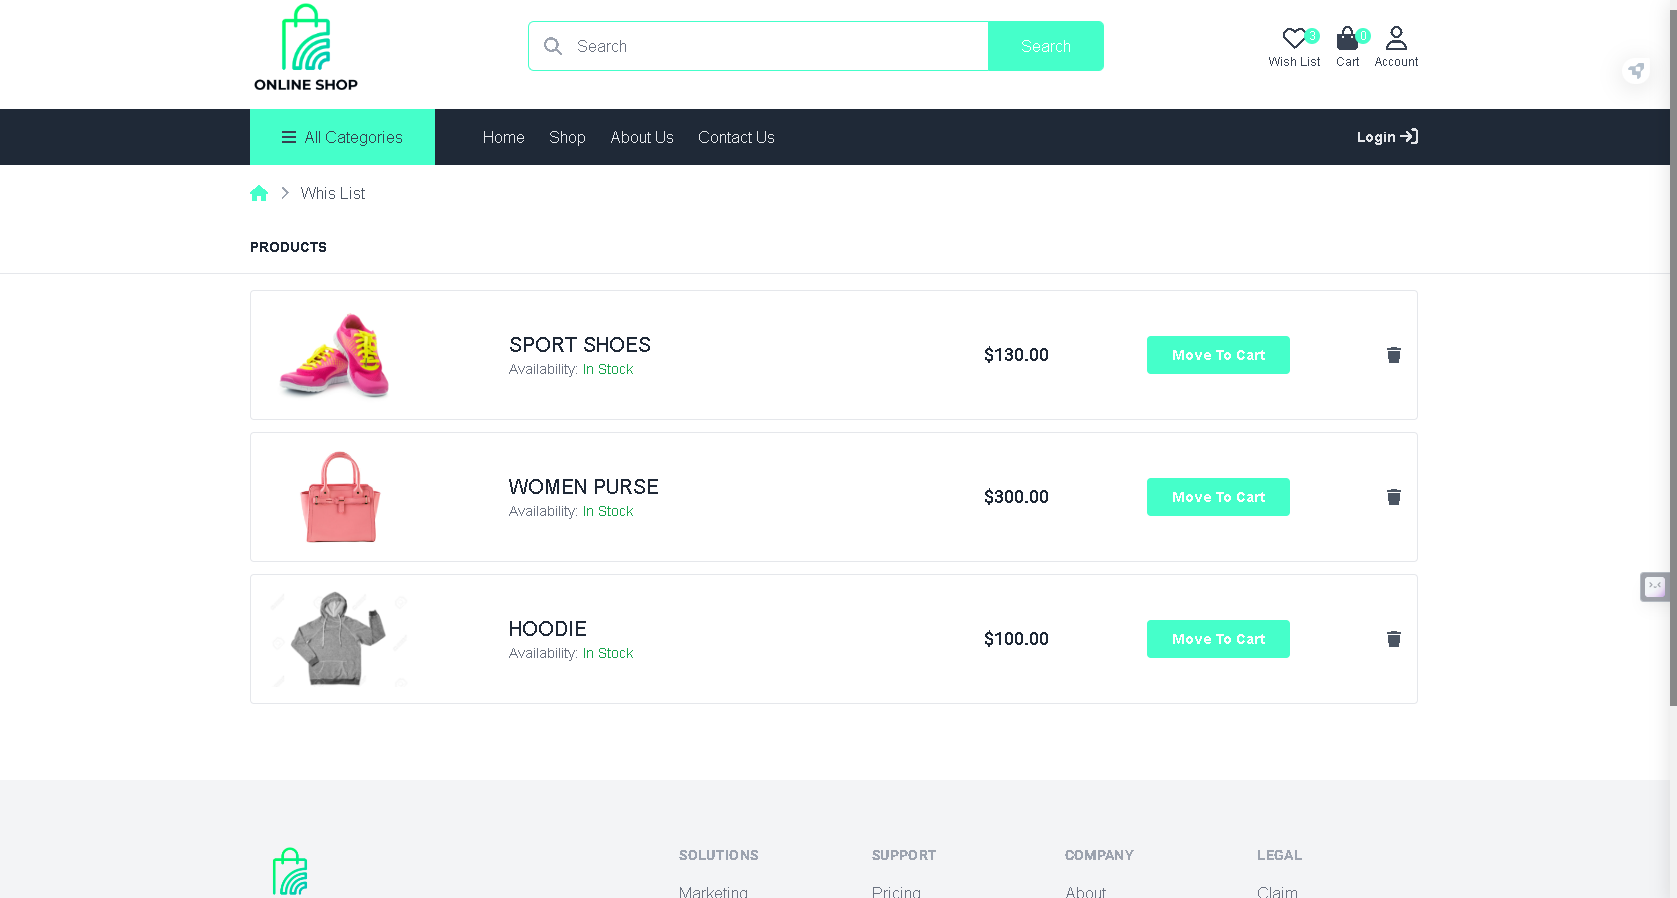 ONLINE SHOP
Search
Search
3
Wish List
0
Cart
Account
All Categories
Home
Shop
About Us
Contact Us
Login
Whis List
PRODUCTS
SPORT SHOES
Availability: In Stock
$130.00
Move To Cart
WOMEN PURSE
Availability: In Stock
$300.00
Move To Cart
HOODIE
Availability: In Stock
$100.00
Move To Cart
SOLUTIONS
SUPPORT
COMPANY
LEGAL
Marketing
Pricing
About
Claim